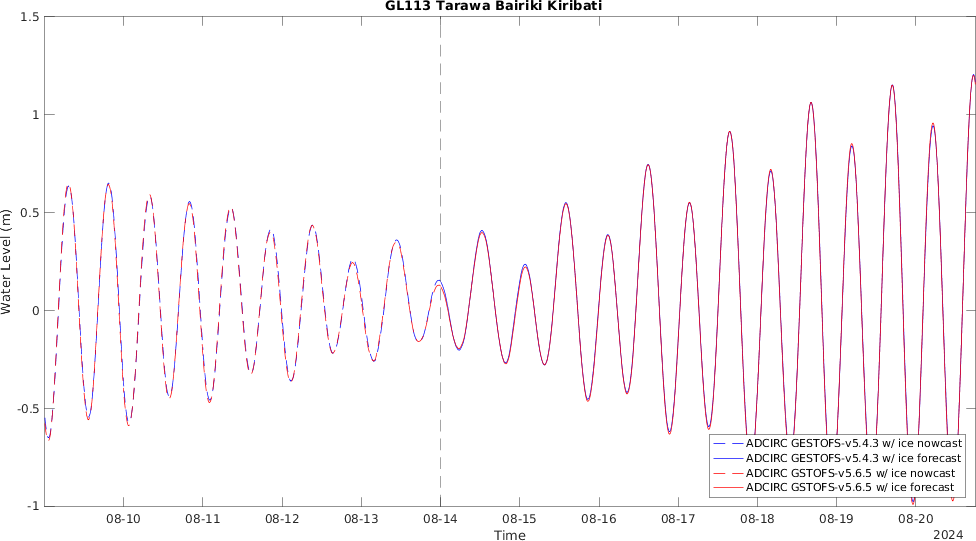 GL113 Tarawa Bairiki Kiribati
1.5
1
0.5
0
-0.5
-1
Water Level (m)
ADCIRC GESTOFS-v5.4.3 w/ ice nowcast
ADCIRC GESTOFS-v5.4.3 w/ ice forecast
ADCIRC GSTOFS-v5.6.5 w/ ice nowcast
ADCIRC GSTOFS-v5.6.5 w/ ice forecast
08-10 08-11 08-12 08-13 08-14 08-15 08-16 08-17 08-18 08-19 08-20
Time
2024